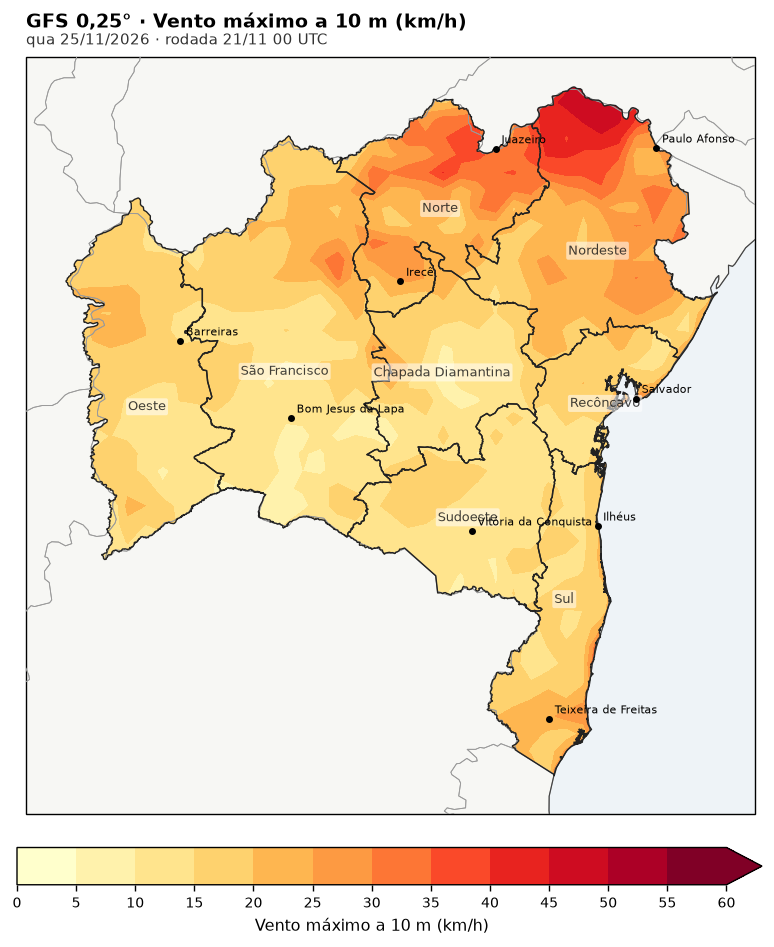 GFS 0,25° · Vento máximo a 10 m (km/h)
qua 25/11/2026 · rodada 21/11 00 UTC
Juazeiro
Paulo Afonso
Norte
Nordeste
Irecê
Barreiras
São Francisco
Chapada Diamantina
Salvador
Oeste
Bom Jesus da Lapa
Recôncavo
Sudoeste
Vitória da Conquista
Ilhéus
Sul
Teixeira de Freitas
0 5 10 15 20 25 30 35 40 45 50 55 60
Vento máximo a 10 m (km/h)